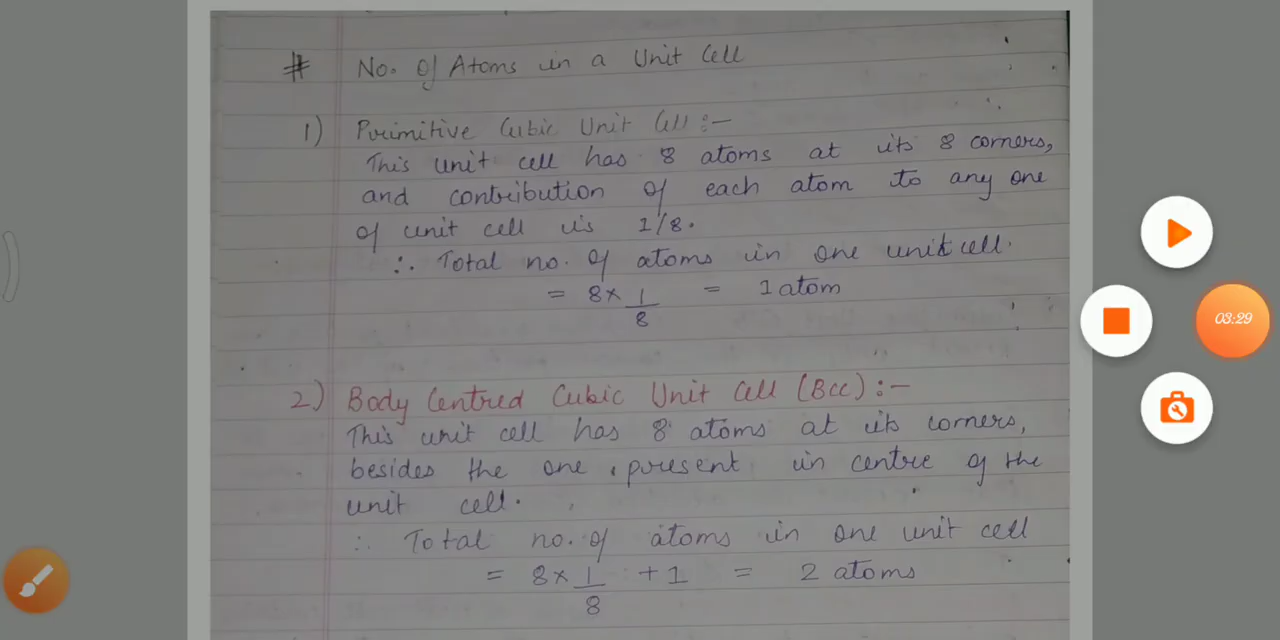 # No. of Atoms in a Unit Cell
1) Primitive Cubic Unit Cell :-
This unit cell has 8 atoms at its 8 corners,
and contribution of each atom to any one
of unit cell is 1/8.
∴ Total no. of atoms in one unit cell.
= 8 × 1/8 = 1 atom
03:29
2) Body Centred Cubic Unit Cell (BCC) :-
This unit cell has 8 atoms at its corners,
besides the one present in centre of the
unit cell.
∴ Total no. of atoms in one unit cell
= 8 × 1/8 + 1 = 2 atoms